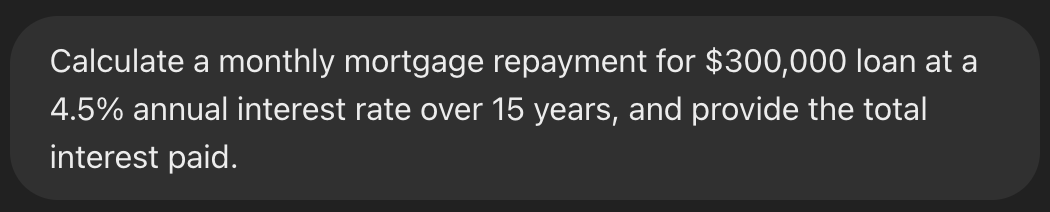 Calculate a monthly mortgage repayment for $300,000 loan at a
4.5% annual interest rate over 15 years, and provide the total
interest paid.